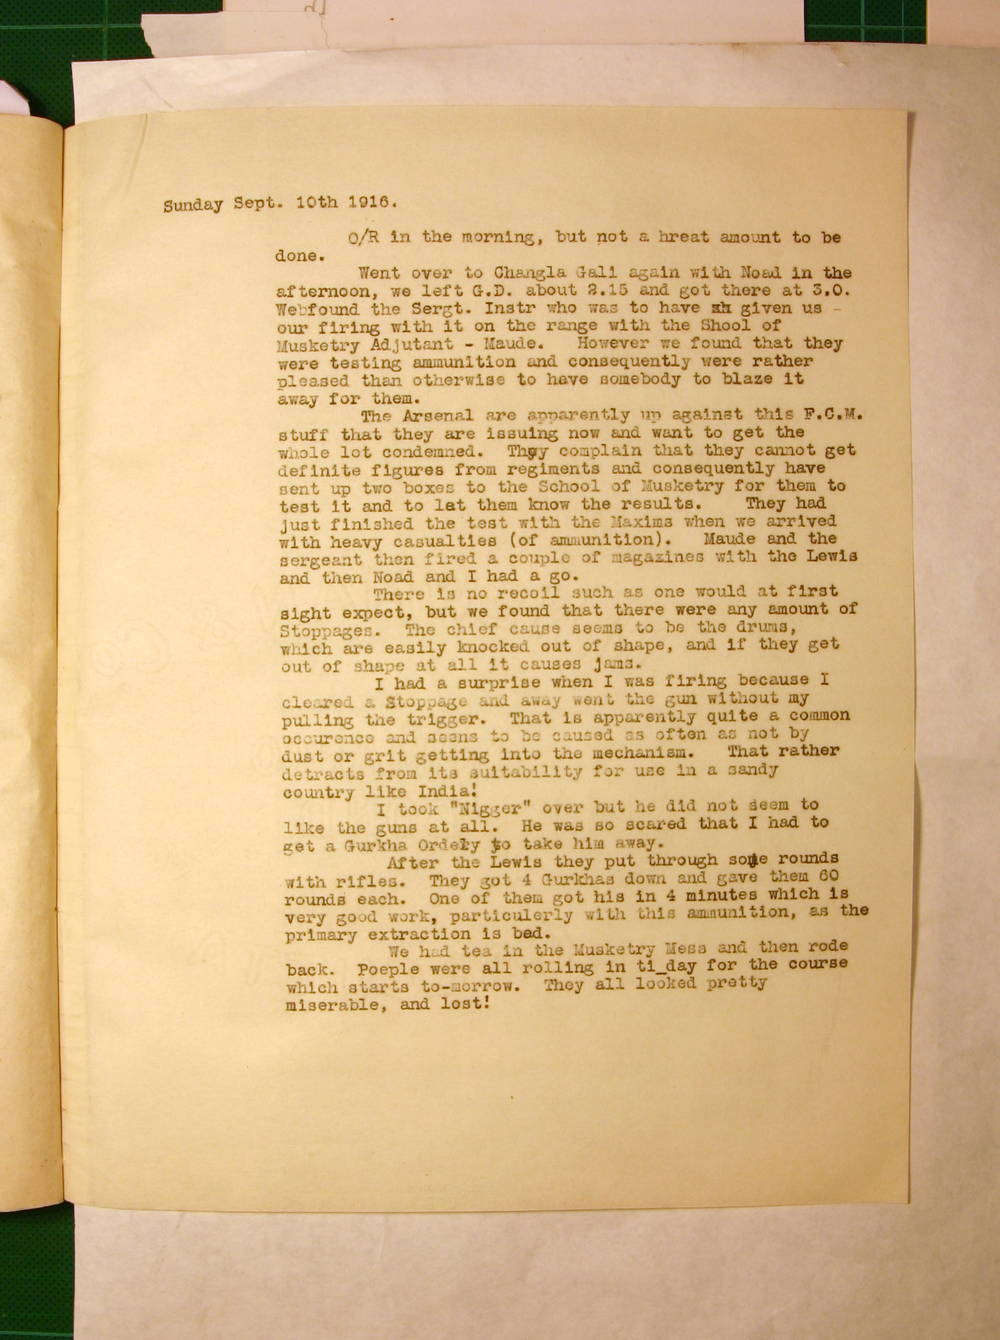 Sunday Sept. 10th 1916.
O/R in the morning, but not a hreat amount to be
done.
Went over to Changla Gali again with Noad in the
afternoon, we left G.D. about 2.15 and got there at 3.0.
We found the Sergt. Instr who was to have given us -
our firing with it on the range with the Shool of
Musketry Adjutant - Maude. However we found that they
were testing ammunition and consequently were rather
pleased than otherwise to have somebody to blaze it
away for them.
The Arsenal are apparently up against this F.C.M.
stuff that they are issuing now and want to get the
whole lot condemned. They complain that they cannot get
definite figures from regiments and consequently have
sent up two boxes to the School of Musketry for them to
test it and to let them know the results. They had
just finished the test with the Maxims when we arrived
with heavy casualties (of ammunition). Maude and the
sergeant then fired a couple of magazines with the Lewis
and then Noad and I had a go.
There is no recoil such as one would at first
sight expect, but we found that there were any amount of
Stoppages. The chief cause seems to be the drums,
which are easily knocked out of shape, and if they get
out of shape at all it causes jams.
I had a surprise when I was firing because I
cleared a Stoppage and away went the gun without my
pulling the trigger. That is apparently quite a common
occurence and seems to be caused as often as not by
dust or grit getting into the mechanism. That rather
detracts from its suitability for use in a sandy
country like India!
I took "Nigger" over but he did not seem to
like the guns at all. He was so scared that I had to
get a Gurkha Ordely to take him away.
After the Lewis they put through some rounds
with rifles. They got 4 Gurkhas down and gave them 60
rounds each. One of them got his in 4 minutes which is
very good work, particulerly with this ammunition, as the
primary extraction is bad.
We had tea in the Musketry Mess and then rode
back. Poeple were all rolling in ti_day for the course
which starts to-morrow. They all looked pretty
miserable, and lost!